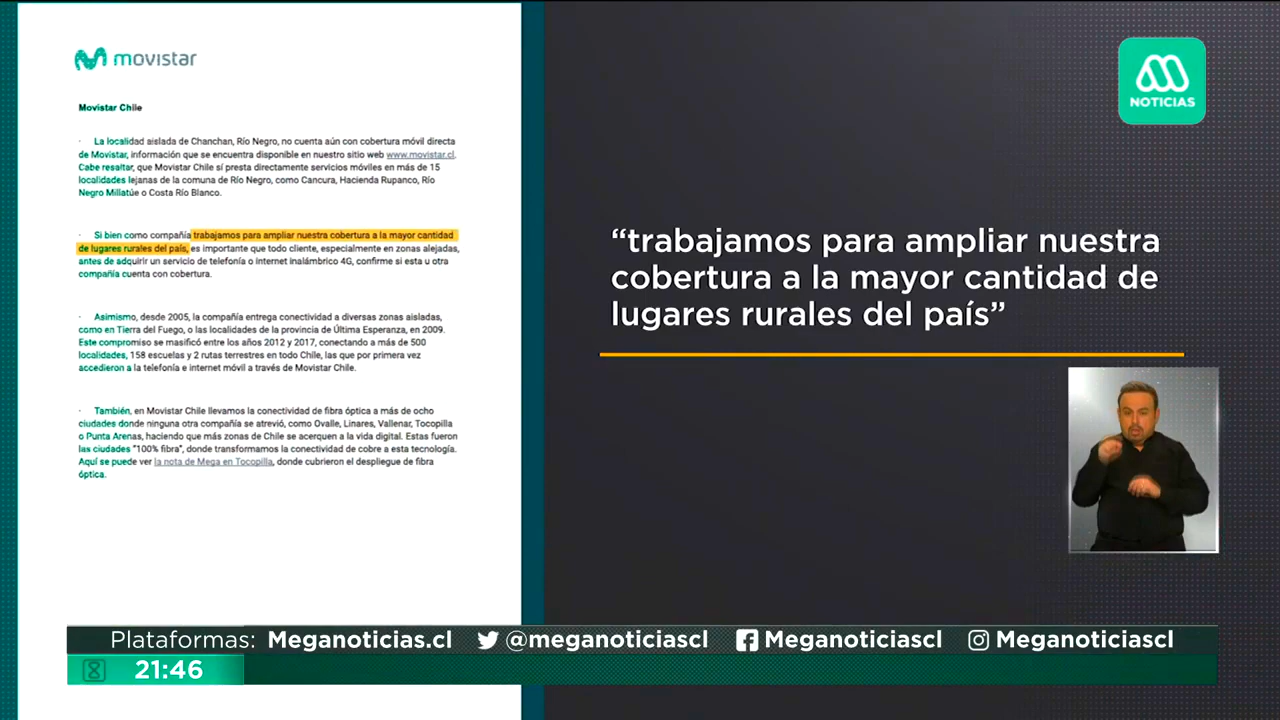 movistar
Movistar Chile
· La localidad aislada de Chanchan, Río Negro, no cuenta aún con cobertura móvil directa
de Movistar, información que se encuentra disponible en nuestro sitio web www.movistar.cl.
Cabe resaltar, que Movistar Chile sí presta directamente servicios móviles en más de 15
localidades lejanas de la comuna de Río Negro, como Cancura, Hacienda Rupanco, Río
Negro Millatúe o Costa Río Blanco.
· Si bien como compañía trabajamos para ampliar nuestra cobertura a la mayor cantidad
de lugares rurales del país, es importante que todo cliente, especialmente en zonas alejadas,
antes de adquirir un servicio de telefonía o internet inalámbrico 4G, confirme si esta u otra
compañía cuenta con cobertura.
· Asimismo, desde 2005, la compañía entrega conectividad a diversas zonas aisladas,
como en Tierra del Fuego, o las localidades de la provincia de Última Esperanza, en 2009.
Este compromiso se masificó entre los años 2012 y 2017, conectando a más de 500
localidades, 158 escuelas y 2 rutas terrestres en todo Chile, las que por primera vez
accedieron a la telefonía e internet móvil a través de Movistar Chile.
· También, en Movistar Chile llevamos la conectividad de fibra óptica a más de ocho
ciudades donde ninguna otra compañía se atrevió, como Ovalle, Linares, Vallenar, Tocopilla
o Punta Arenas, haciendo que más zonas de Chile se acerquen a la vida digital. Estas fueron
las ciudades "100% fibra", donde transformamos la conectividad de cobre a esta tecnología.
Aquí se puede ver la nota de Mega en Tocopilla, donde cubrieron el despliegue de fibra
óptica.
NOTICIAS
“trabajamos para ampliar nuestra
cobertura a la mayor cantidad de
lugares rurales del país”
Plataformas: Meganoticias.cl @meganoticiascl Meganoticiascl Meganoticiascl
21:46